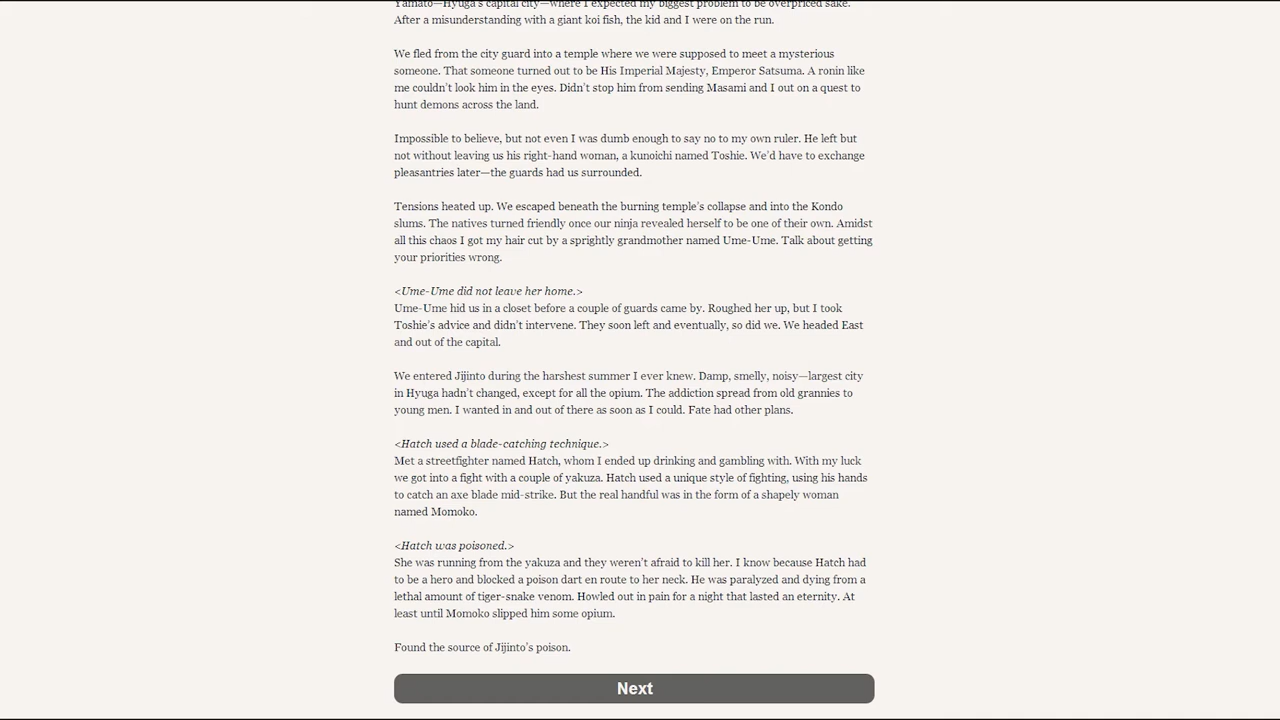 Yamato—Hyuga's capital city—where I expected my biggest problem to be overpriced sake.
After a misunderstanding with a giant koi fish, the kid and I were on the run.
We fled from the city guard into a temple where we were supposed to meet a mysterious
someone. That someone turned out to be His Imperial Majesty, Emperor Satsuma. A ronin like
me couldn't look him in the eyes. Didn't stop him from sending Masami and I out on a quest to
hunt demons across the land.
Impossible to believe, but not even I was dumb enough to say no to my own ruler. He left but
not without leaving us his right-hand woman, a kunoichi named Toshie. We'd have to exchange
pleasantries later—the guards had us surrounded.
Tensions heated up. We escaped beneath the burning temple's collapse and into the Kondo
slums. The natives turned friendly once our ninja revealed herself to be one of their own. Amidst
all this chaos I got my hair cut by a sprightly grandmother named Ume-Ume. Talk about getting
your priorities wrong.
<Ume-Ume did not leave her home.>
Ume-Ume hid us in a closet before a couple of guards came by. Roughed her up, but I took
Toshie's advice and didn't intervene. They soon left and eventually, so did we. We headed East
and out of the capital.
We entered Jijinto during the harshest summer I ever knew. Damp, smelly, noisy—largest city
in Hyuga hadn't changed, except for all the opium. The addiction spread from old grannies to
young men. I wanted in and out of there as soon as I could. Fate had other plans.
<Hatch used a blade-catching technique.>
Met a streetfighter named Hatch, whom I ended up drinking and gambling with. With my luck
we got into a fight with a couple of yakuza. Hatch used a unique style of fighting, using his hands
to catch an axe blade mid-strike. But the real handful was in the form of a shapely woman
named Momoko.
<Hatch was poisoned.>
She was running from the yakuza and they weren't afraid to kill her. I know because Hatch had
to be a hero and blocked a poison dart en route to her neck. He was paralyzed and dying from a
lethal amount of tiger-snake venom. Howled out in pain for a night that lasted an eternity. At
least until Momoko slipped him some opium.
Found the source of Jijinto's poison.
Next